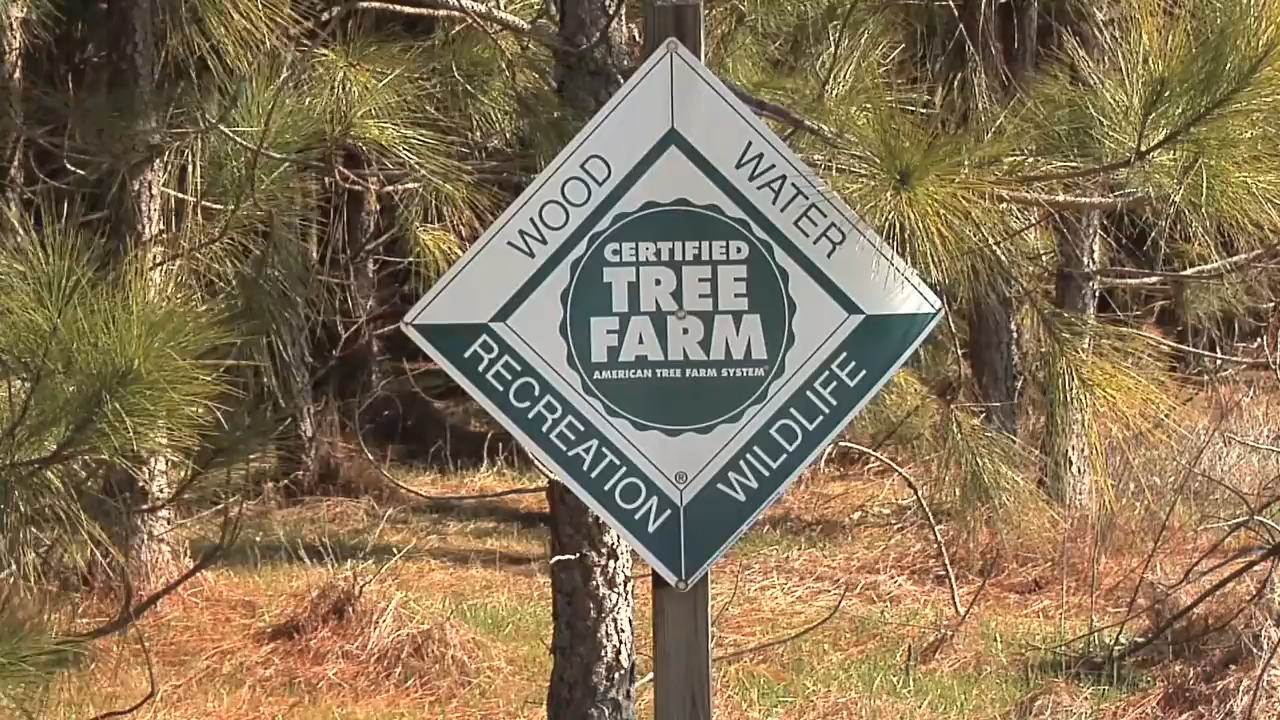 WOOD
WATER
CERTIFIED
TREE
FARM
AMERICAN TREE FARM SYSTEM®
RECREATION
WILDLIFE
®